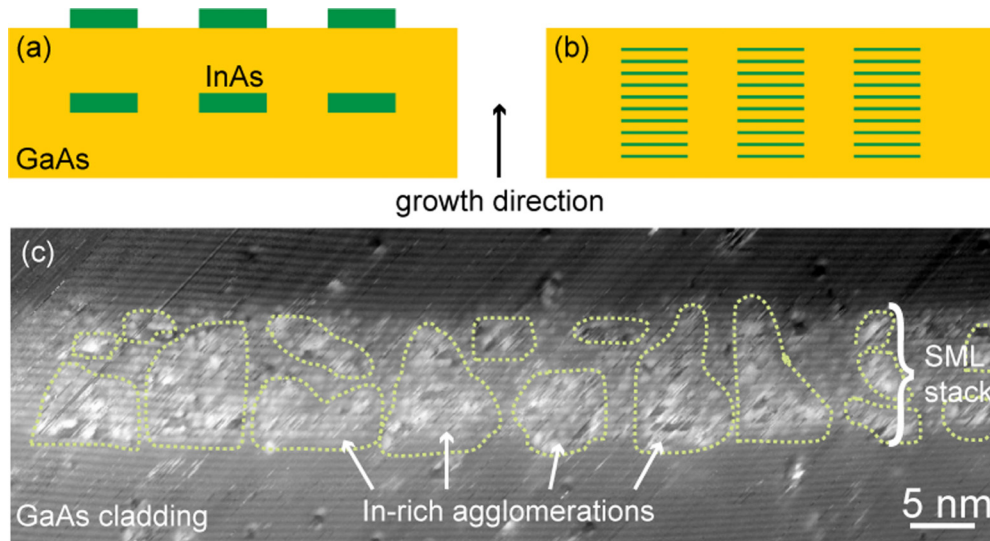 (a)
InAs
GaAs
(b)
growth direction
(c)
SML
stack
In-rich agglomerations
GaAs cladding
5 nm